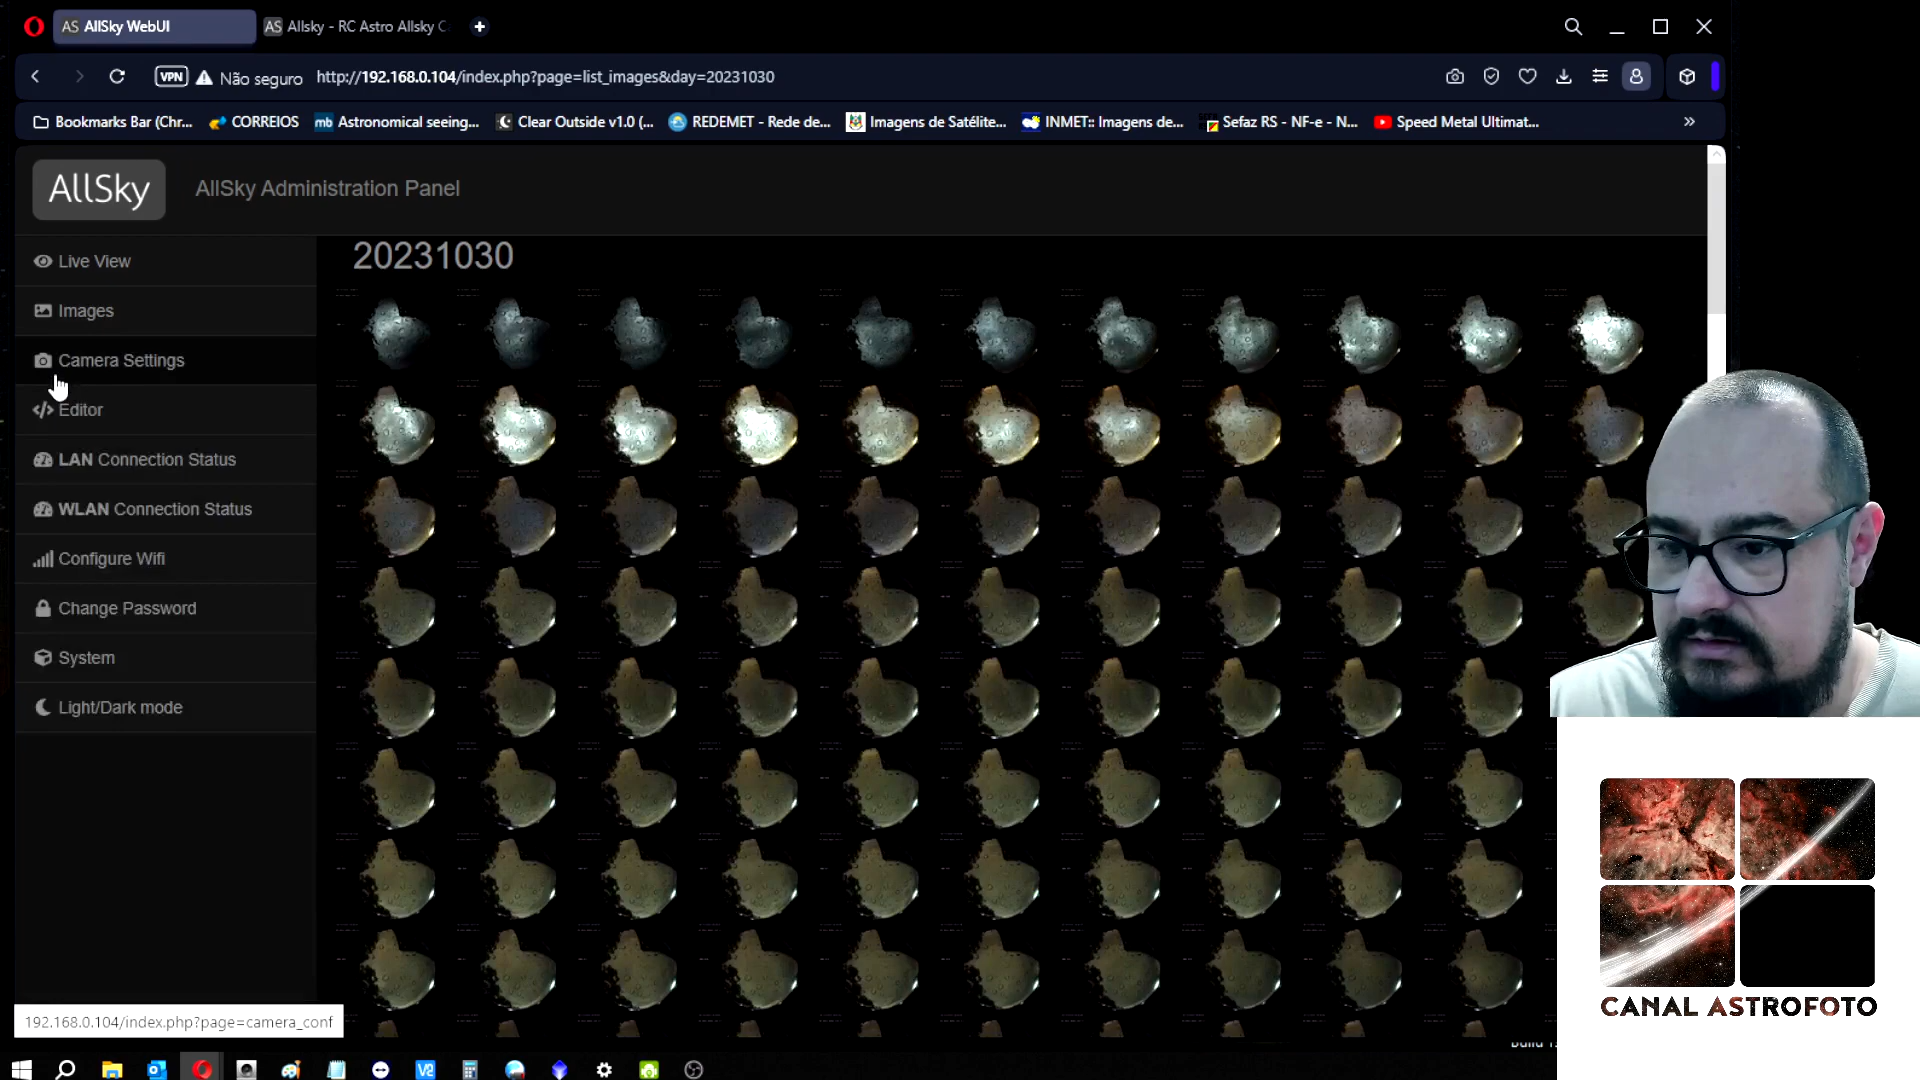 AS AllSky WebUI
AS Allsky - RC Astro Allsky C
VPN
Não seguro
http://192.168.0.104/index.php?page=list_images&day=20231030
Bookmarks Bar (Chr...
CORREIOS
mb Astronomical seeing...
Clear Outside v1.0 (...
REDEMET - Rede de...
Imagens de Satélite...
INMET:: Imagens de...
Sefaz RS - NF-e - N...
Speed Metal Ultimat...
»
AllSky
AllSky Administration Panel
Live View
Images
Camera Settings
</> Editor
LAN Connection Status
WLAN Connection Status
Configure Wifi
Change Password
System
Light/Dark mode
20231030
192.168.0.104/index.php?page=camera_conf
CANAL ASTROFOTO